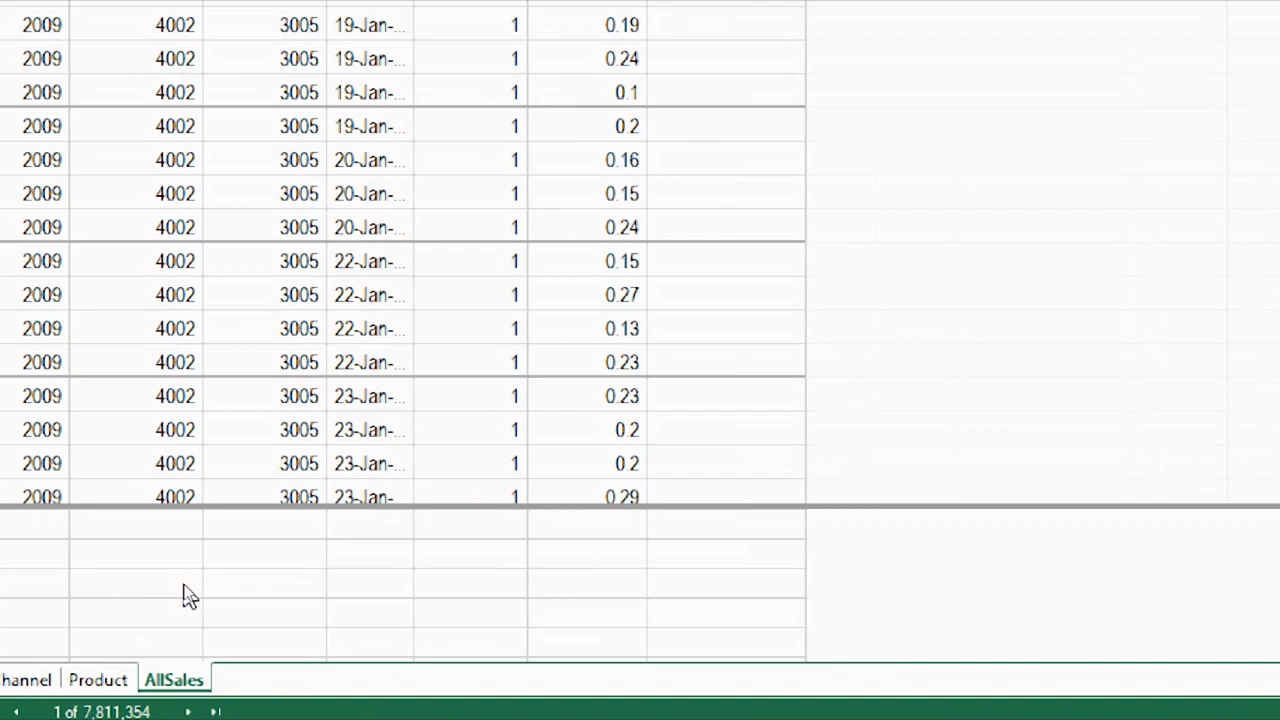 2009 4002 3005 19-Jan-... 1 0.19
2009 4002 3005 19-Jan-... 1 0.24
2009 4002 3005 19-Jan-... 1 0.1
2009 4002 3005 19-Jan-... 1 0.2
2009 4002 3005 20-Jan-... 1 0.16
2009 4002 3005 20-Jan-... 1 0.15
2009 4002 3005 20-Jan-... 1 0.24
2009 4002 3005 22-Jan-... 1 0.15
2009 4002 3005 22-Jan-... 1 0.27
2009 4002 3005 22-Jan-... 1 0.13
2009 4002 3005 22-Jan-... 1 0.23
2009 4002 3005 23-Jan-... 1 0.23
2009 4002 3005 23-Jan-... 1 0.2
2009 4002 3005 23-Jan-... 1 0.2
2009 4002 3005 23-Jan- 1 0.29
hannel Product AllSales
1 of 7,811,354